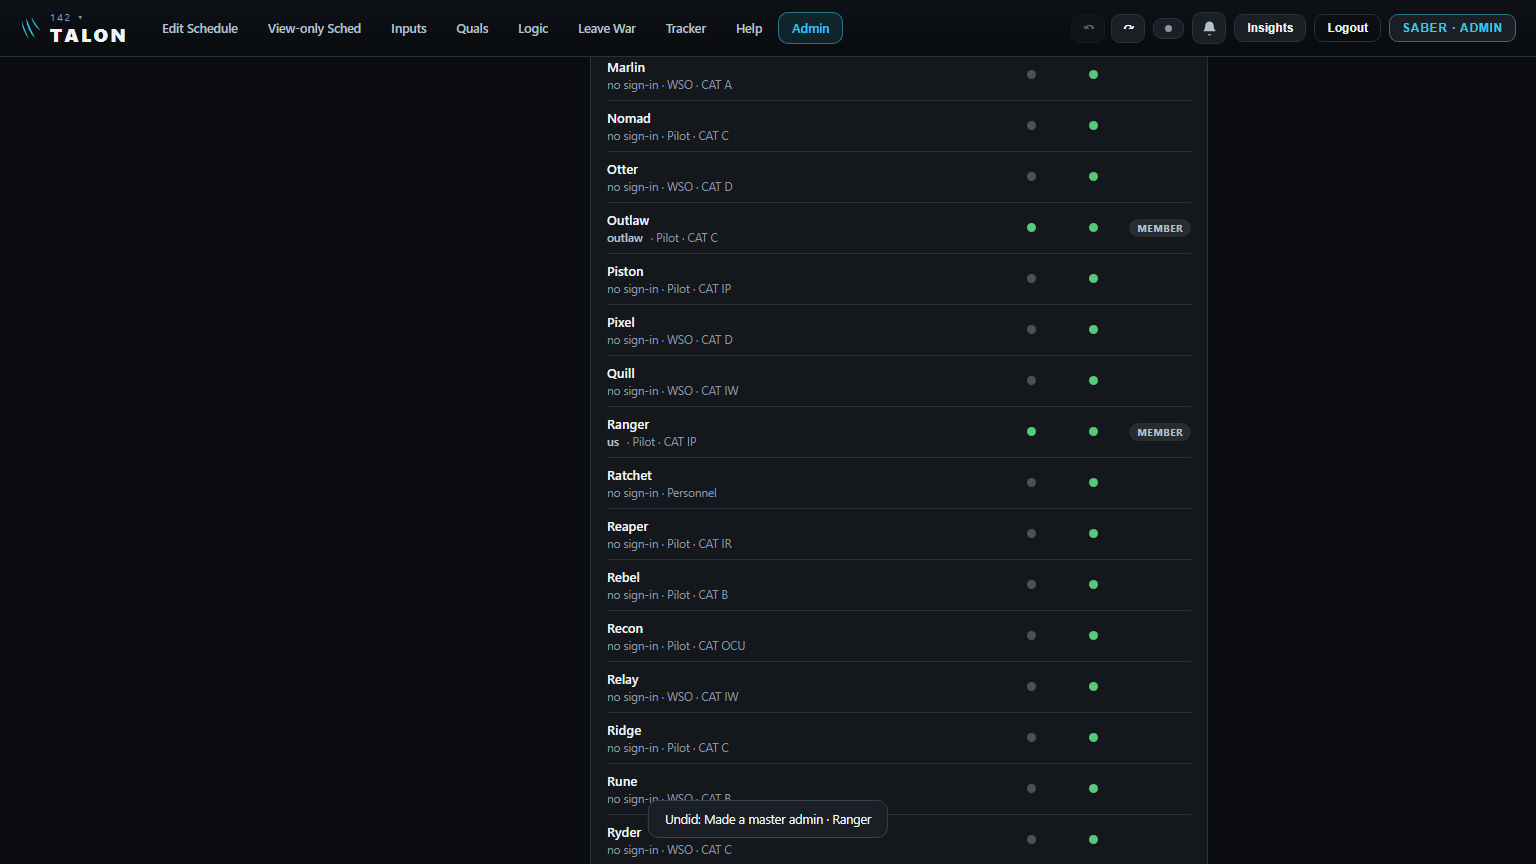 142
TALON
Edit Schedule
View-only Sched
Inputs
Quals
Logic
Leave War
Tracker
Help
Admin
Insights
Logout
SABER · ADMIN
Marlin
no sign-in · WSO · CAT A
Nomad
no sign-in · Pilot · CAT C
Otter
no sign-in · WSO · CAT D
Outlaw
outlaw · Pilot · CAT C
MEMBER
Piston
no sign-in · Pilot · CAT IP
Pixel
no sign-in · WSO · CAT D
Quill
no sign-in · WSO · CAT IW
Ranger
us · Pilot · CAT IP
MEMBER
Ratchet
no sign-in · Personnel
Reaper
no sign-in · Pilot · CAT IR
Rebel
no sign-in · Pilot · CAT B
Recon
no sign-in · Pilot · CAT OCU
Relay
no sign-in · WSO · CAT IW
Ridge
no sign-in · Pilot · CAT C
Rune
no sign-in · WSO · CAT B
Undid: Made a master admin · Ranger
Ryder
no sign-in · WSO · CAT C